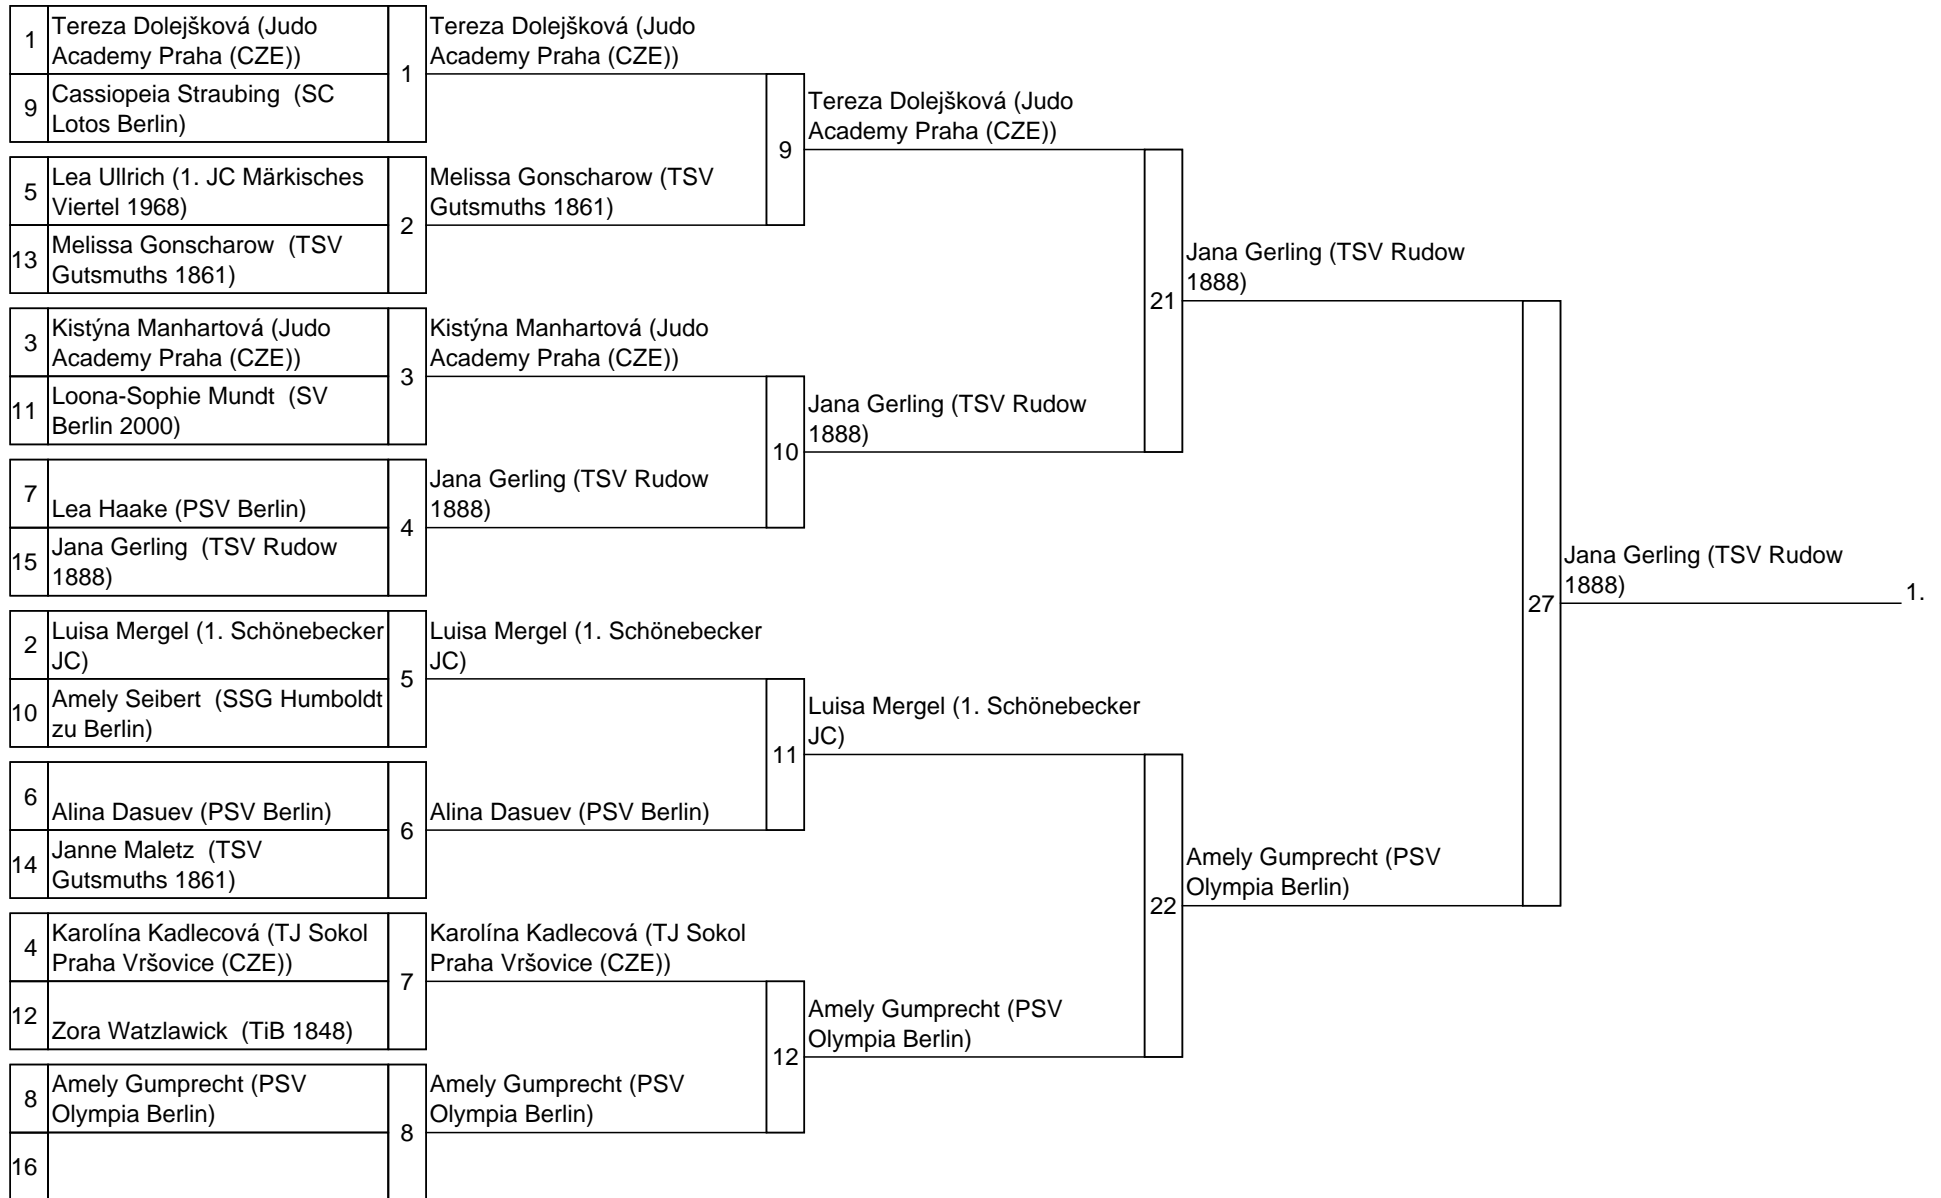 1
Tereza Dolejšková (Judo
Academy Praha (CZE))
9
Cassiopeia Straubing  (SC
Lotos Berlin)
1
5
Lea Ullrich (1. JC Märkisches
Viertel 1968)
13
Melissa Gonscharow  (TSV
Gutsmuths 1861)
2
3
Kistýna Manhartová (Judo
Academy Praha (CZE))
11
Loona-Sophie Mundt  (SV
Berlin 2000)
3
7
Lea Haake (PSV Berlin)
15
Jana Gerling  (TSV Rudow
1888)
4
2
Luisa Mergel (1. Schönebecker
JC)
10
Amely Seibert  (SSG Humboldt
zu Berlin)
5
6
Alina Dasuev (PSV Berlin)
14
Janne Maletz  (TSV
Gutsmuths 1861)
6
4
Karolína Kadlecová (TJ Sokol
Praha Vršovice (CZE))
12
Zora Watzlawick  (TiB 1848)
7
8
Amely Gumprecht (PSV
Olympia Berlin)
16
8
Tereza Dolejšková (Judo
Academy Praha (CZE))
Melissa Gonscharow (TSV
Gutsmuths 1861)
9
Kistýna Manhartová (Judo
Academy Praha (CZE))
Jana Gerling (TSV Rudow
1888)
10
Luisa Mergel (1. Schönebecker
JC)
Alina Dasuev (PSV Berlin)
11
Karolína Kadlecová (TJ Sokol
Praha Vršovice (CZE))
Amely Gumprecht (PSV
Olympia Berlin)
12
Tereza Dolejšková (Judo
Academy Praha (CZE))
Jana Gerling (TSV Rudow
1888)
21
Luisa Mergel (1. Schönebecker
JC)
Amely Gumprecht (PSV
Olympia Berlin)
22
Jana Gerling (TSV Rudow
1888)
Amely Gumprecht (PSV
Olympia Berlin)
27
Jana Gerling (TSV Rudow
1888)
1.